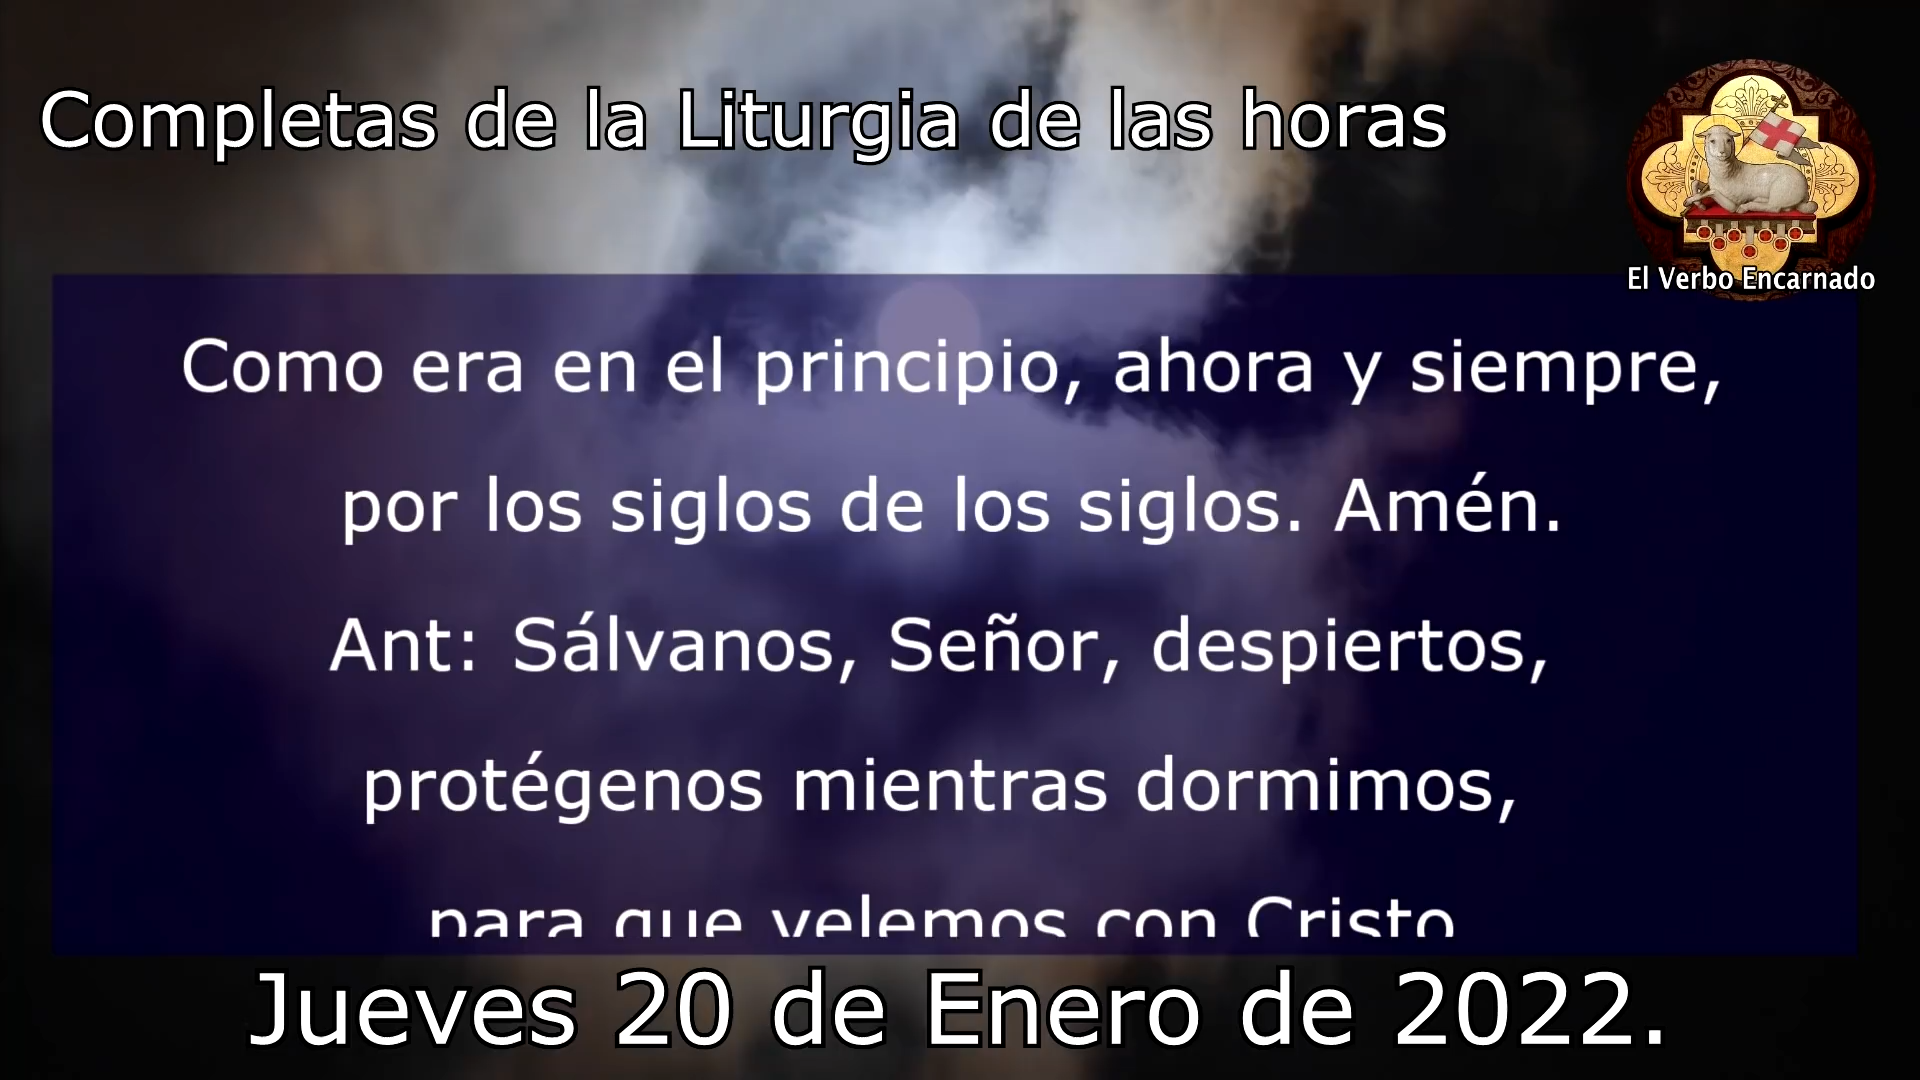 Completas de la Liturgia de las horas
El Verbo Encarnado
Como era en el principio, ahora y siempre,
por los siglos de los siglos. Amén.
Ant: Sálvanos, Señor, despiertos,
protégenos mientras dormimos,
para que velemos con Cristo
Jueves 20 de Enero de 2022.